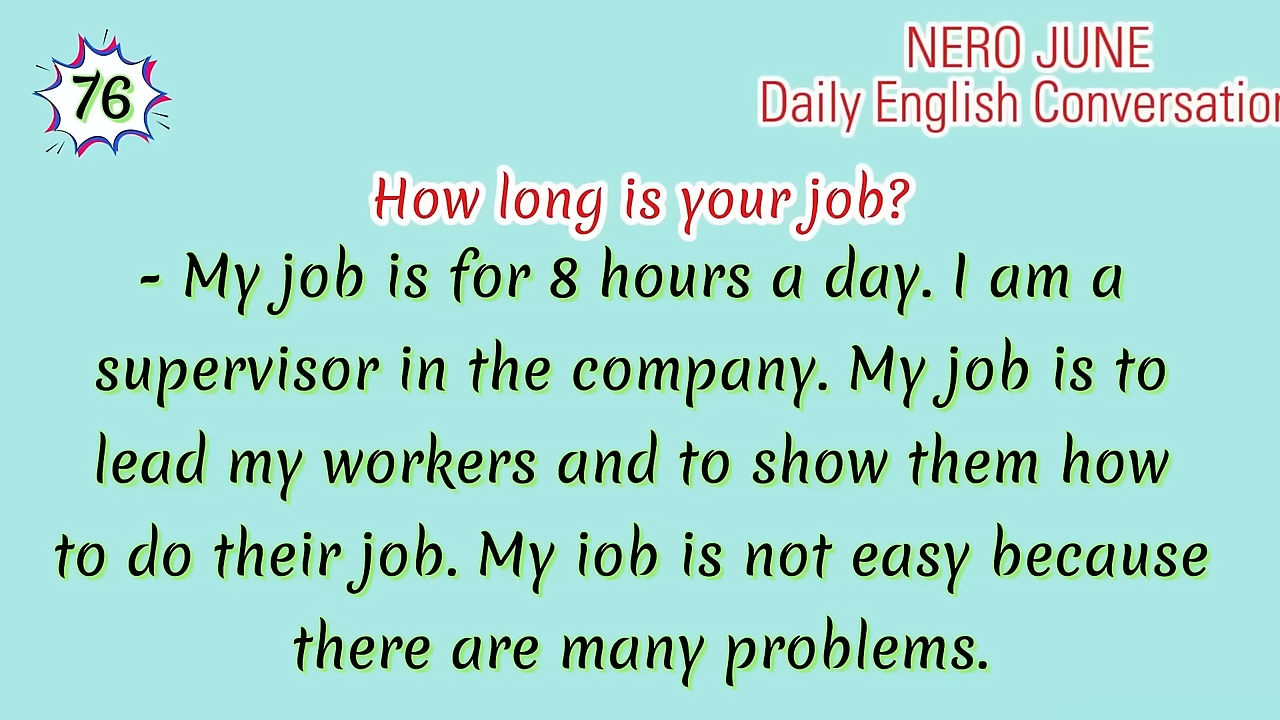 76
NERO JUNE
Daily English Conversation
How long is your job?
- My job is for 8 hours a day. I am a
supervisor in the company. My job is to
lead my workers and to show them how
to do their job. My iob is not easy because
there are many problems.